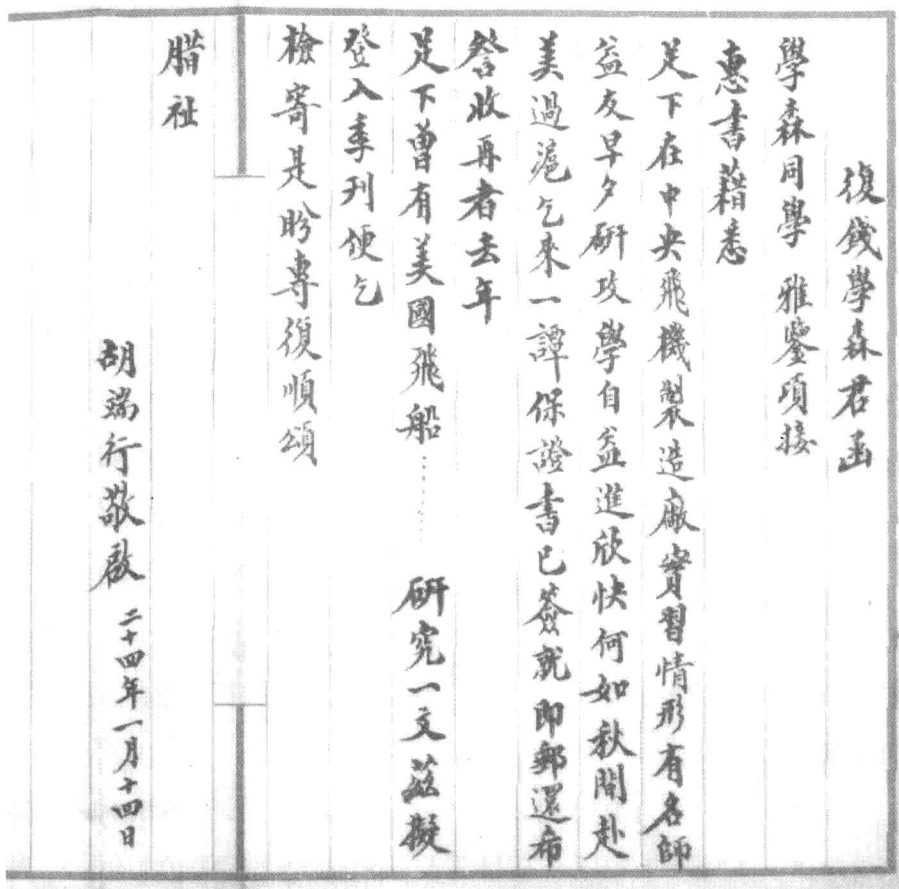 復錢學森君函
學森同學 雅鑒頃接
惠書藉悉
足下在中央飛機製造廠實習情形有名師
益友早夕研攻學自益進欣快何如秋間赴
美過滬乞來一譚保證書已簽就即郵還希
詧收再者去年
足下曾有美國飛船……研究一文茲擬
登入季刊便乞
檢寄是盼專復順頌
腊祉
胡端行敬啟 二十四年一月十四日